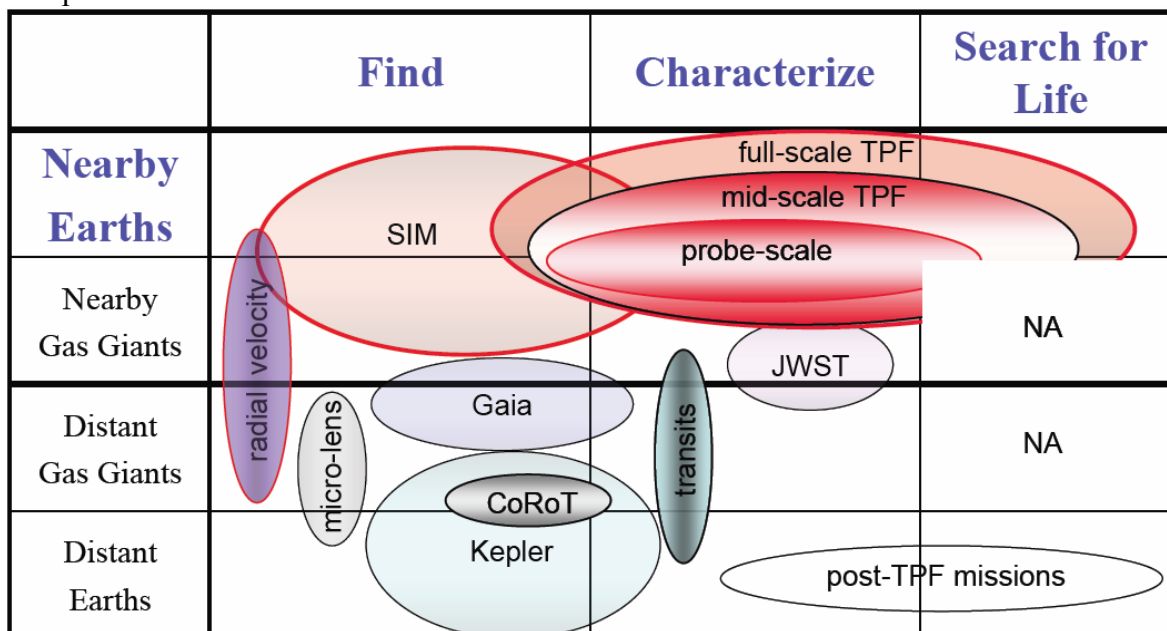 Find
Characterize
Search for
Life
Nearby
Earths
full-scale TPF
mid-scale TPF
SIM
probe-scale
radial velocity
Nearby
Gas Giants
NA
JWST
Distant
Gas Giants
micro-lens
Gaia
transits
NA
CoRoT
Kepler
Distant
Earths
post-TPF missions